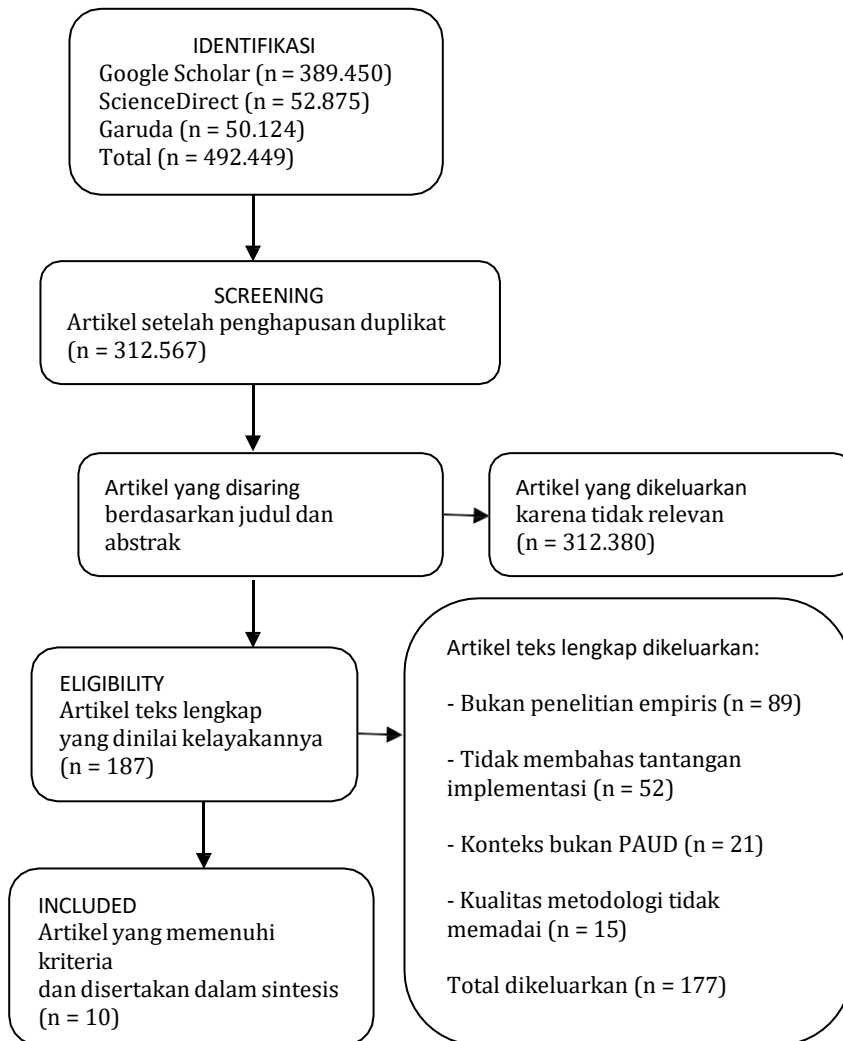 IDENTIFIKASI
Google Scholar (n = 389.450)
ScienceDirect (n = 52.875)
Garuda (n = 50.124)
Total (n = 492.449)
SCREENING
Artikel setelah penghapusan duplikat
(n = 312.567)
Artikel yang disaring
berdasarkan judul dan
abstrak
Artikel yang dikeluarkan
karena tidak relevan
(n = 312.380)
ELIGIBILITY
Artikel teks lengkap
yang dinilai kelayakannya
(n = 187)
Artikel teks lengkap dikeluarkan:
- Bukan penelitian empiris (n = 89)
- Tidak membahas tantangan
implementasi (n = 52)
- Konteks bukan PAUD (n = 21)
- Kualitas metodologi tidak
memadai (n = 15)
Total dikeluarkan (n = 177)
INCLUDED
Artikel yang memenuhi
kriteria
dan disertakan dalam sintesis
(n = 10)